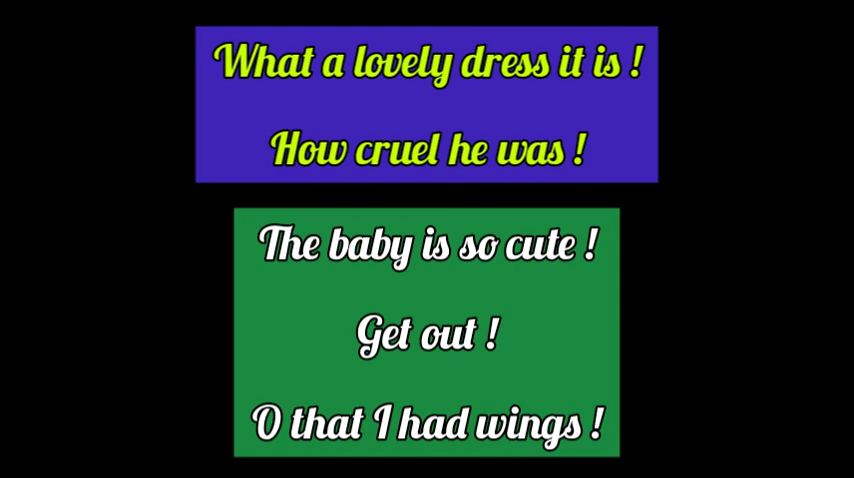 What a lovely dress it is !
How cruel he was !
The baby is so cute !
Get out !
O that I had wings !